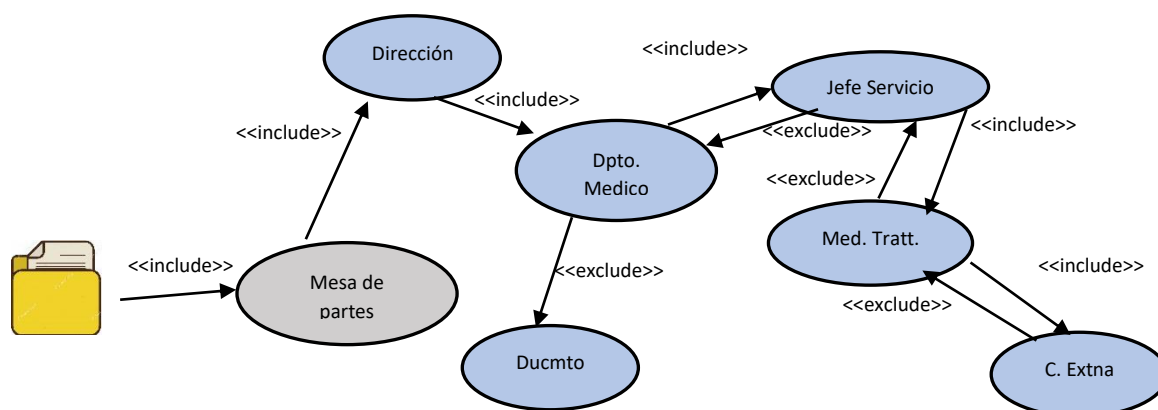 Dirección
<<include>>
Jefe Servicio
<<include>>
<<include>>
<<exclude>>
<<include>>
Dpto.
Medico
<<exclude>>
Med. Tratt.
<<include>>
<<include>>
Mesa de
partes
<<exclude>>
<<exclude>>
Ducmto
C. Extna